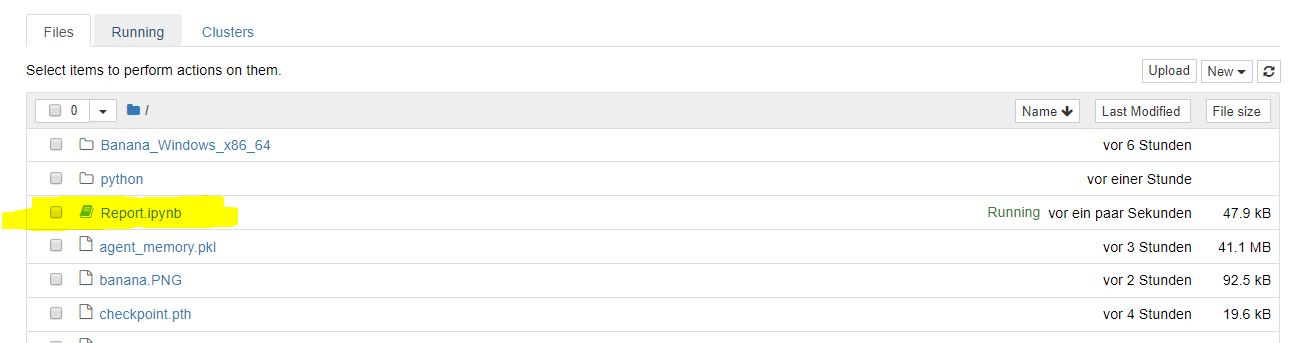 Files Running Clusters
Select items to perform actions on them. Upload New
0 / Name Last Modified File size
Banana_Windows_x86_64 vor 6 Stunden
python vor einer Stunde
Report.ipynb Running vor ein paar Sekunden 47.9 kB
agent_memory.pkl vor 3 Stunden 41.1 MB
banana.PNG vor 2 Stunden 92.5 kB
checkpoint.pth vor 4 Stunden 19.6 kB